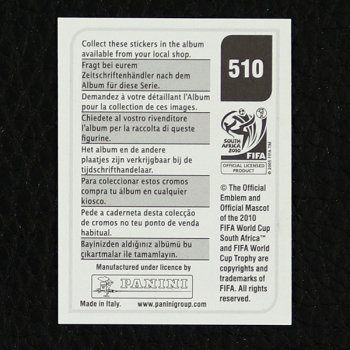 Collect these stickers in the album
available from your local shop.
Fragt bei eurem
Zeitschriftenhändler nach dem
Album für diese Serie.
Demandez à votre détaillant l'Album
pour la collection de ces images.
Chiedete al vostro rivenditore
l'album per la raccolta di queste
figurine.
Het album en de andere
plaatjes zijn verkrijgbaar bij de
tijdschrifthandelaar.
Para coleccionar estos cromos
compra tu álbum en cualquier
kiosco.
Pede a caderneta desta colecção
de cromos no teu ponto de venda
habitual.
Bayinizden aldığınız albümü bu
çıkartmalar ile tamamlayın.
Manufactured under licence by
PANINI
Made in Italy. www.paninigroup.com
510
SOUTH AFRICA
2010
FIFA
OFFICIAL LICENSED
PRODUCT
© The Official
Emblem and
Official Mascot
of the 2010
FIFA World Cup
South Africa™
and FIFA World
Cup Trophy are
copyrights and
trademarks of
FIFA. All rights
reserved.